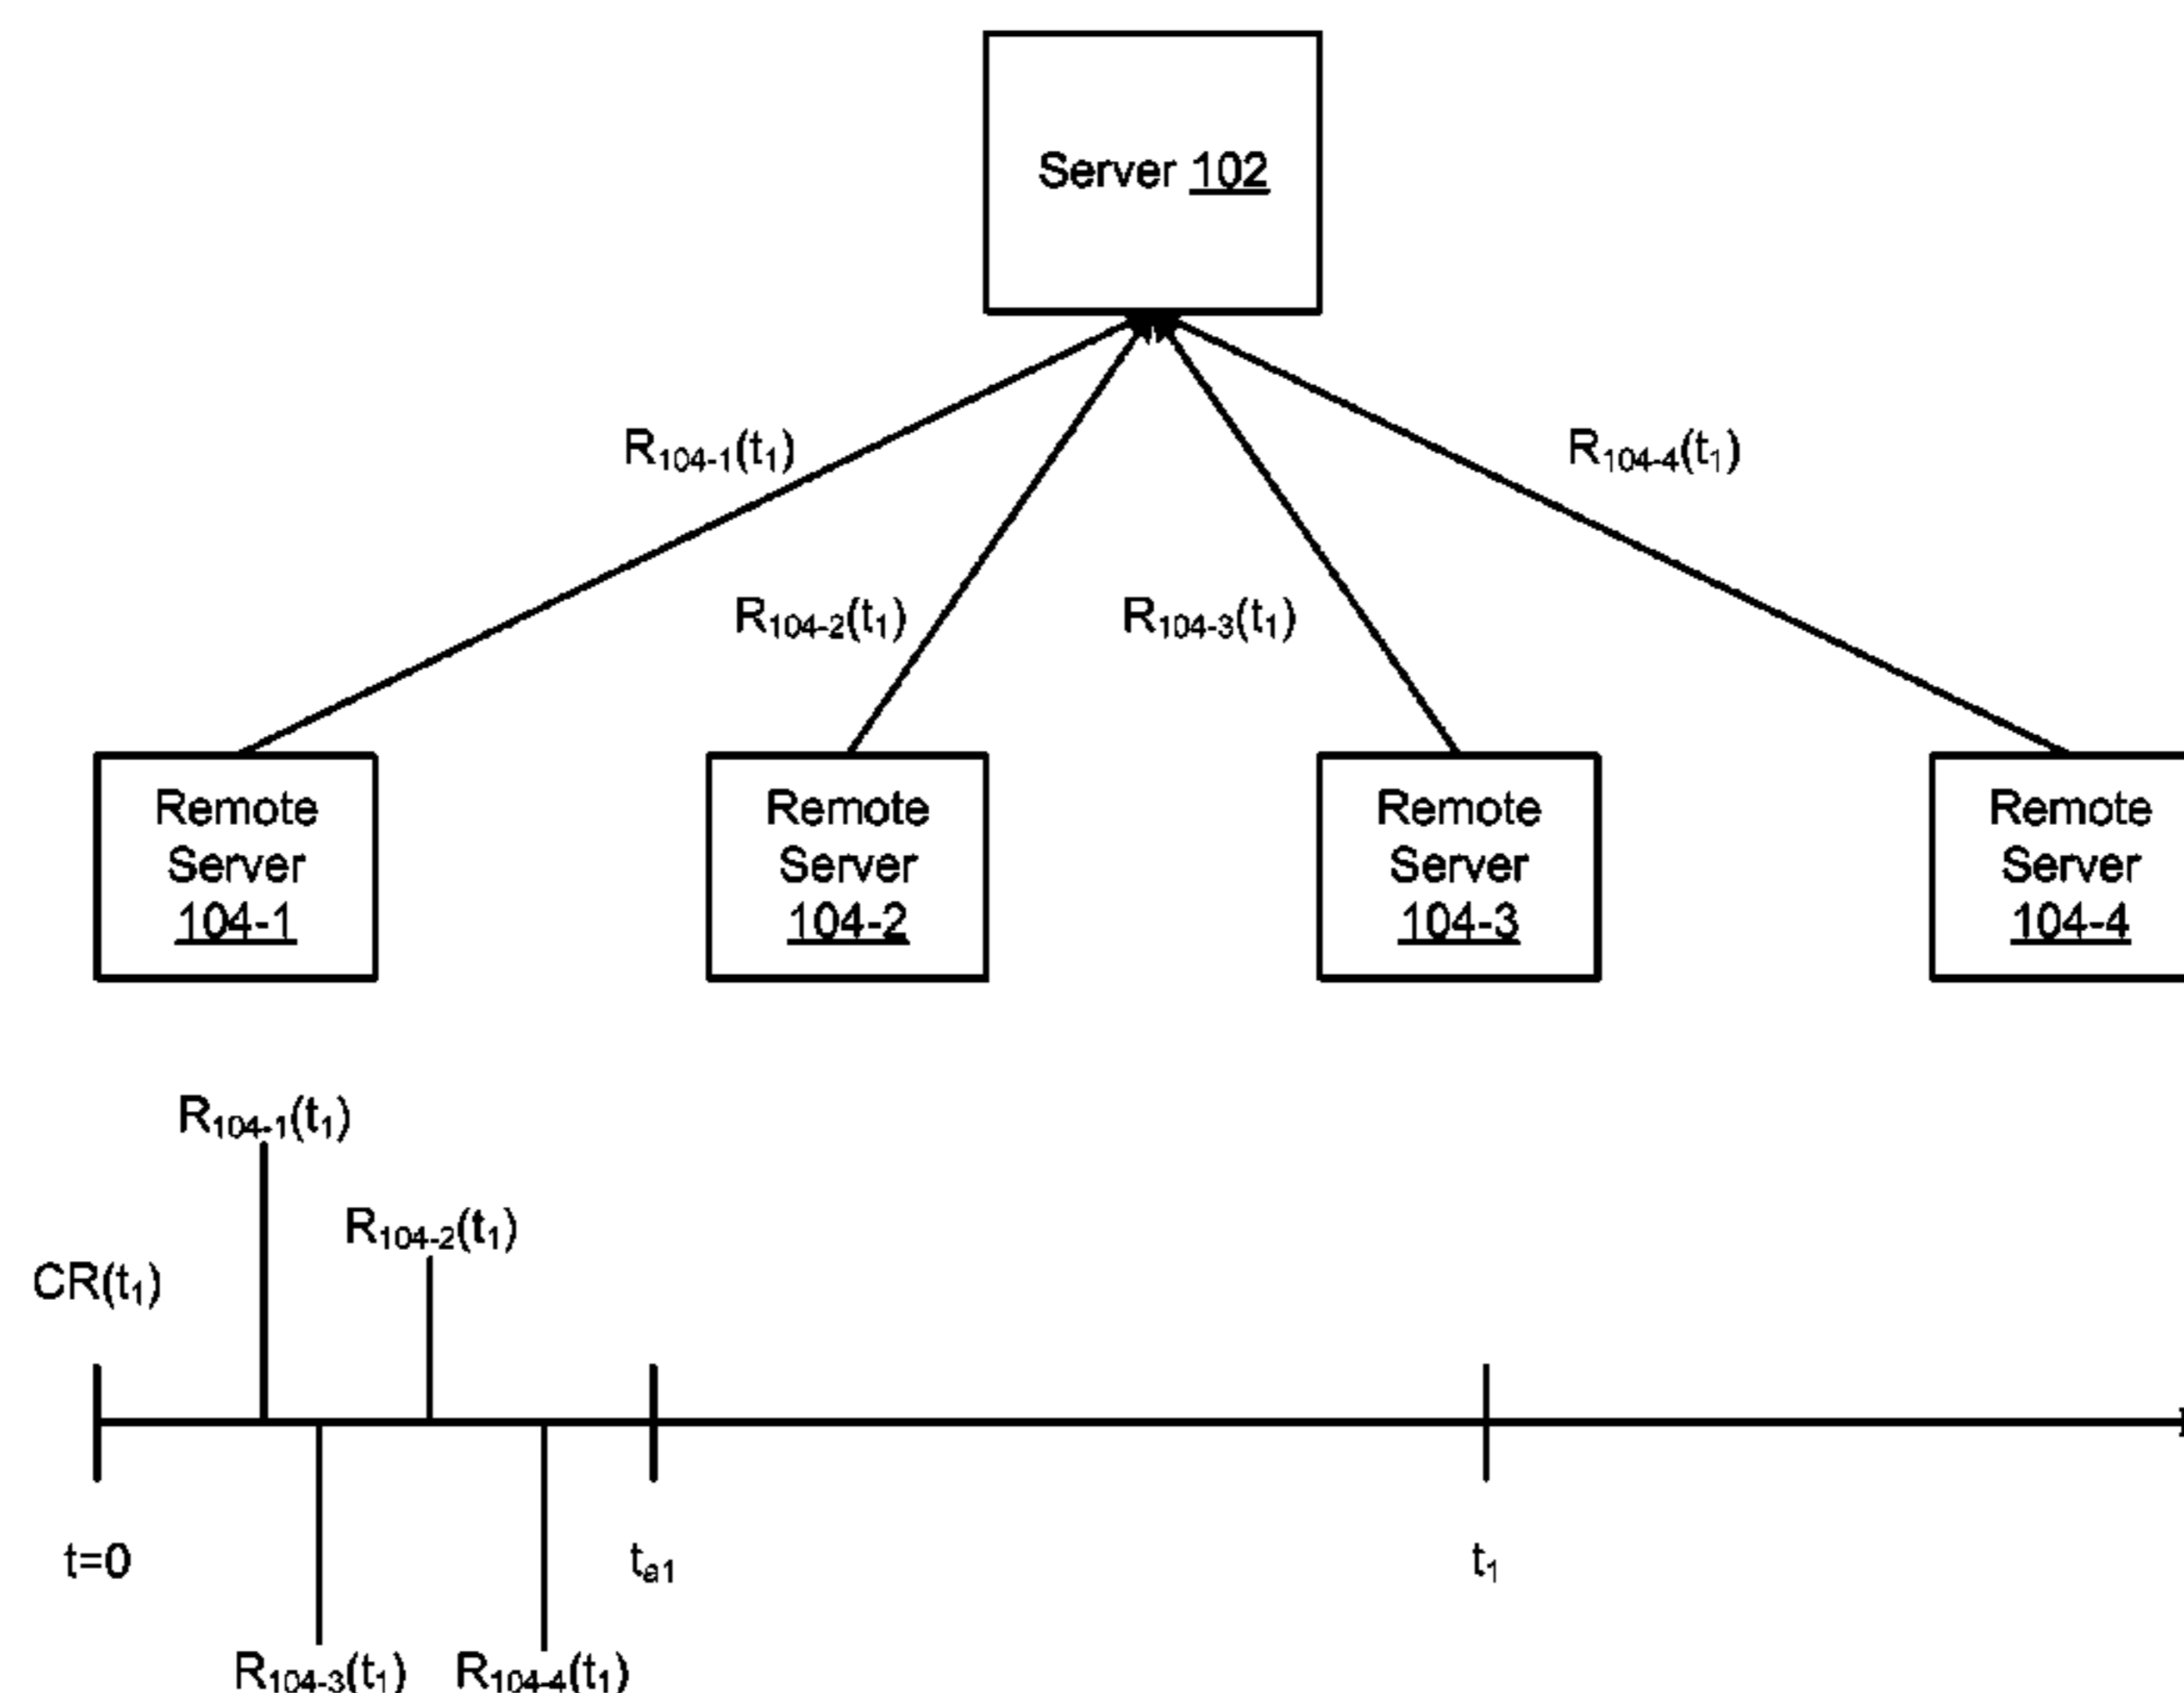 Server 102
R104-1(t1)
R104-4(t1)
R104-2(t1)
R104-3(t1)
Remote
Server
104-1
Remote
Server
104-2
Remote
Server
104-3
Remote
Server
104-4
R104-1(t1)
R104-2(t1)
CR(t1)
t=0
ta1
t1
R104-3(t1)
R104-4(t1)